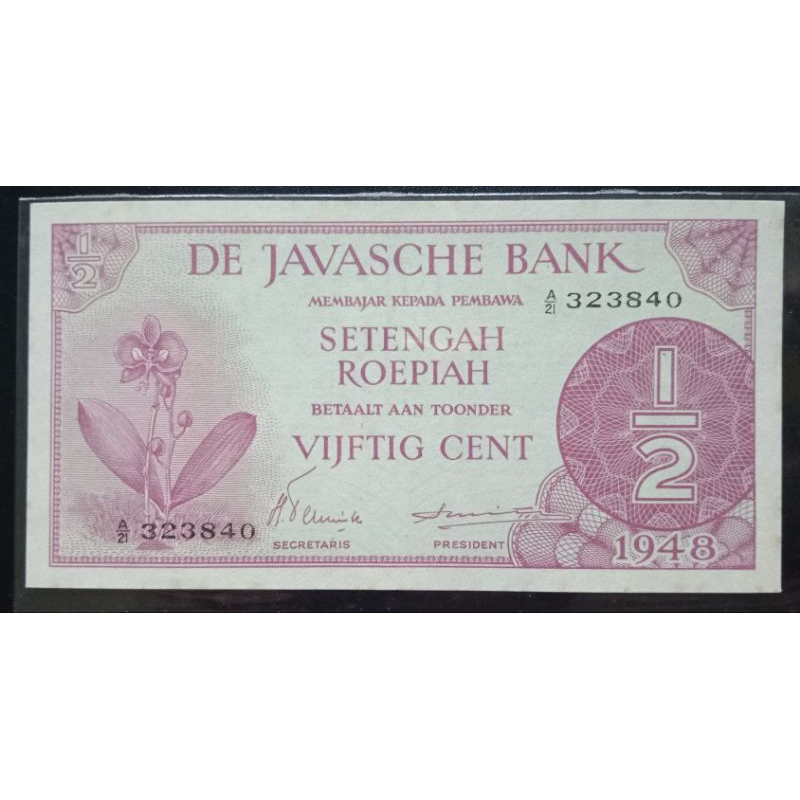 1/2
DE JAVASCHE BANK
MEMBAJAR KEPADA PEMBAWA
A/21 323840
SETENGAH
ROEPIAH
BETAALT AAN TOONDER
VIJFTIG CENT
1/2
A/21 323840
SECRETARIS
PRESIDENT
1948